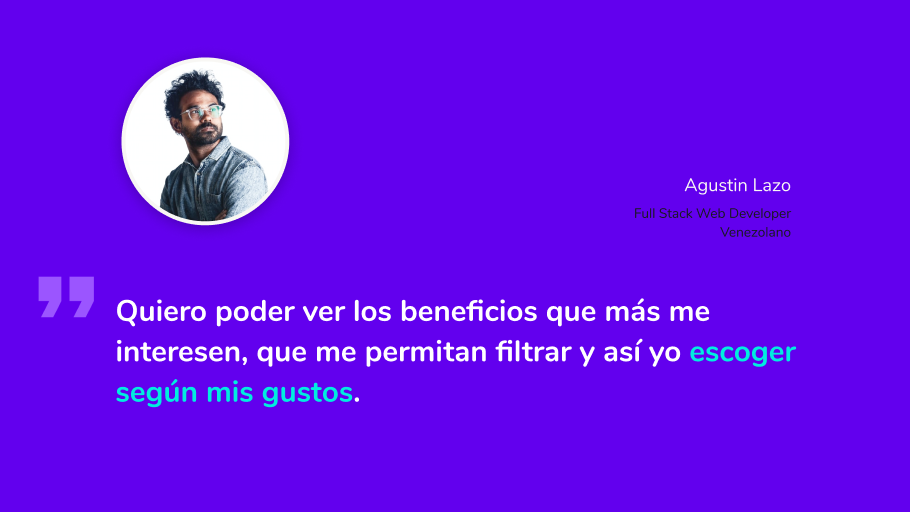 Agustin Lazo
Full Stack Web Developer
Venezolano
Quiero poder ver los beneficios que más me
interesen, que me permitan filtrar y así yo escoger
según mis gustos.